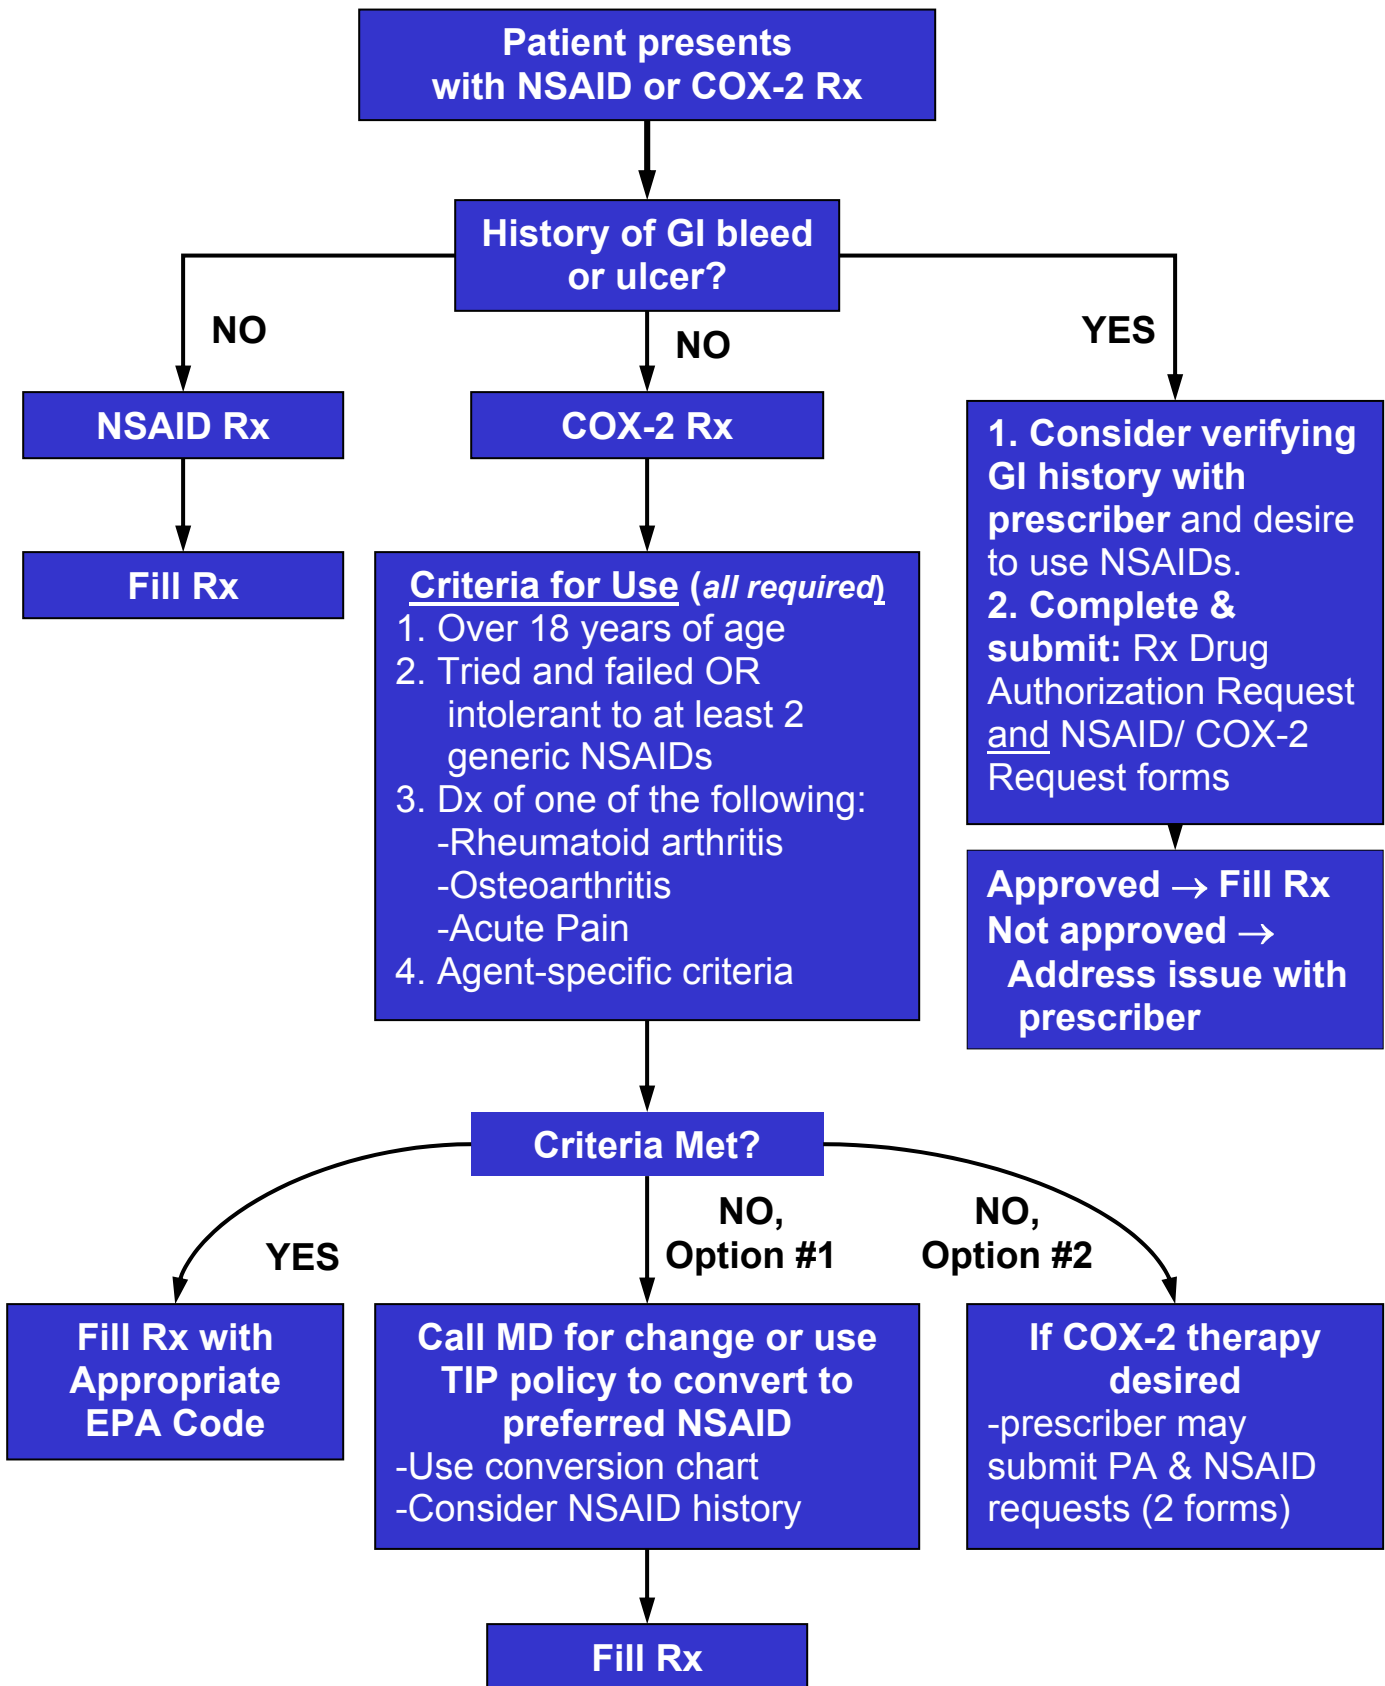 Patient presents
with NSAID or COX-2 Rx
History of GI bleed
or ulcer?
NO
NO
YES
NSAID Rx
COX-2 Rx
Fill Rx
1. Consider verifying
GI history with
prescriber and desire
to use NSAIDs.
2. Complete &
submit: Rx Drug
Authorization Request
and NSAID/ COX-2
Request forms
Criteria for Use (all required)
1. Over 18 years of age
2. Tried and failed OR
intolerant to at least 2
generic NSAIDs
3. Dx of one of the following:
-Rheumatoid arthritis
-Osteoarthritis
-Acute Pain
4. Agent-specific criteria
Approved → Fill Rx
Not approved →
Address issue with
prescriber
Criteria Met?
YES
NO,
Option #1
NO,
Option #2
Fill Rx with
Appropriate
EPA Code
Call MD for change or use
TIP policy to convert to
preferred NSAID
-Use conversion chart
-Consider NSAID history
If COX-2 therapy
desired
-prescriber may
submit PA & NSAID
requests (2 forms)
Fill Rx